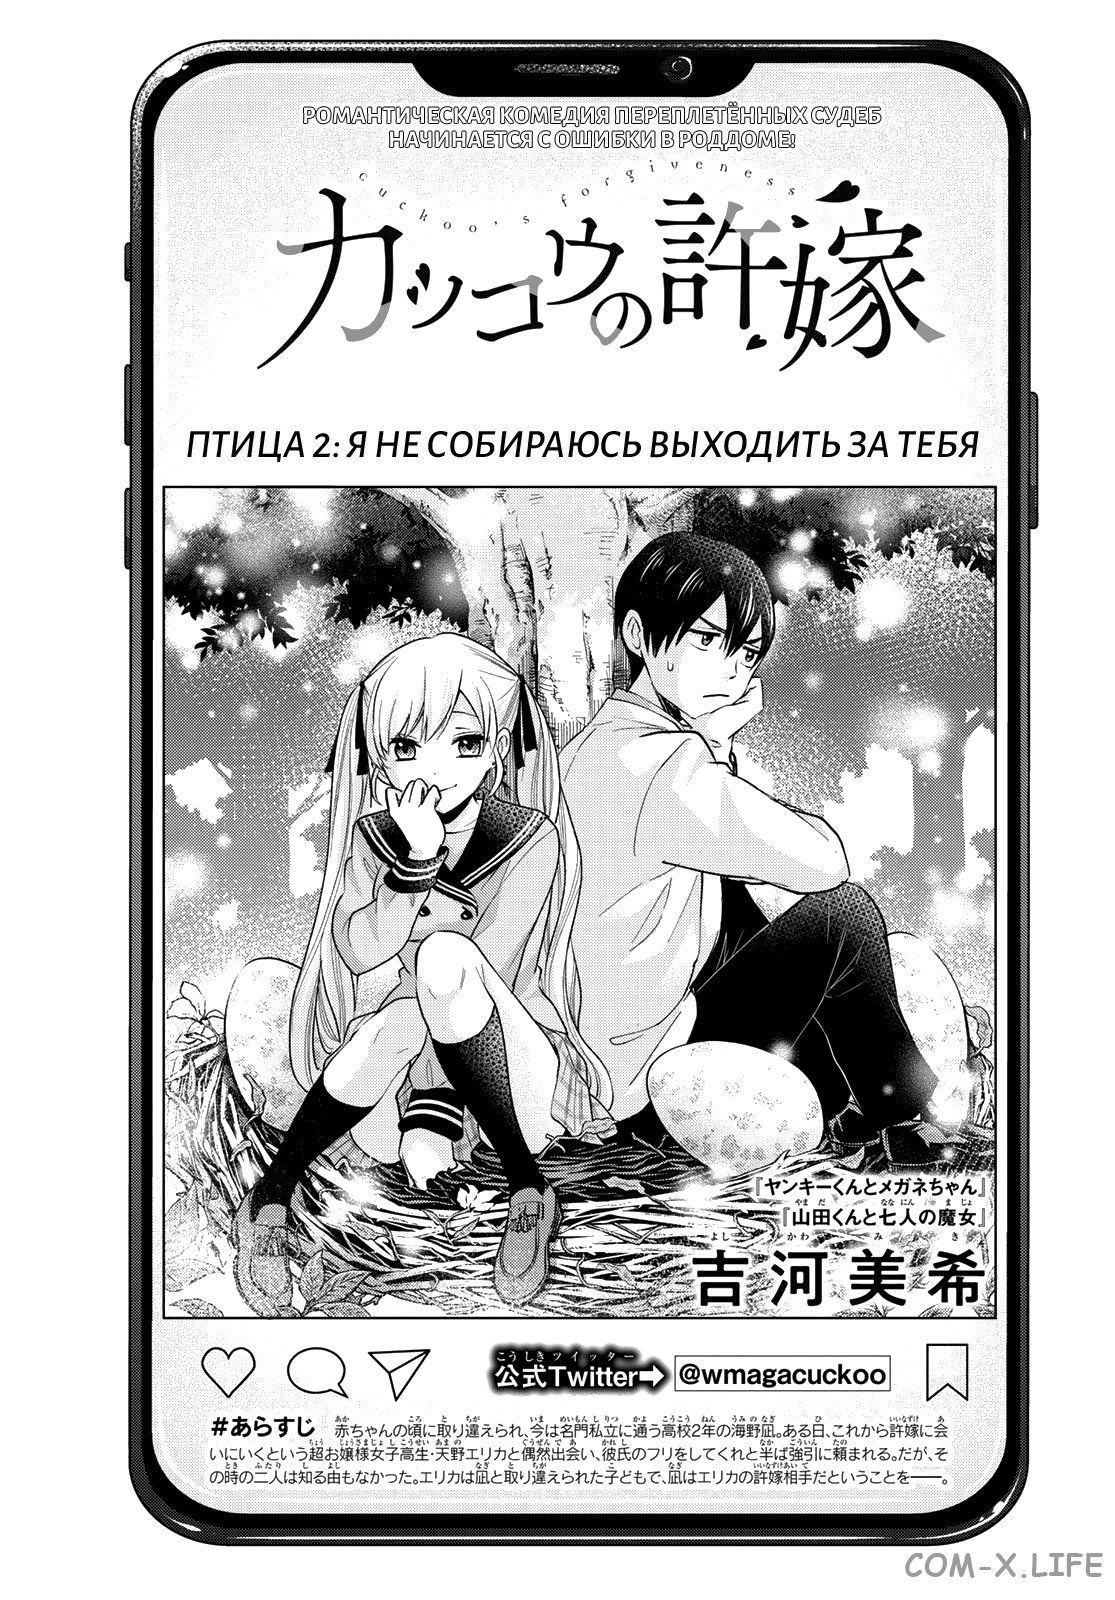 РОМАНТИЧЕСКАЯ КОМЕДИЯ ПЕРЕПЛЕТЁННЫХ СУДЕБ
НАЧИНАЕТСЯ С ОШИБКИ В РОДДОМЕ!
cuckoo's forgiveness
カッコウの許嫁
ПТИЦА 2: Я НЕ СОБИРАЮСЬ ВЫХОДИТЬ ЗА ТЕБЯ
『ヤンキーくんとメガネちゃん』
『山田くんと七人の魔女』
吉河美希
公式Twitter➡ @wmagacuckoo
#あらすじ 赤ちゃんの頃に取り違えられ、今は名門私立に通う高校2年の海野凪。ある日、これから許嫁に会
いにいくという超お嬢様女子高生・天野エリカと偶然出会い、彼氏のフリをしてくれと半ば強引に頼まれる。だが、そ
の時の二人は知る由もなかった。エリカは凪と取り違えられた子どもで、凪はエリカの許嫁相手だということを――。
COM-X.LIFE